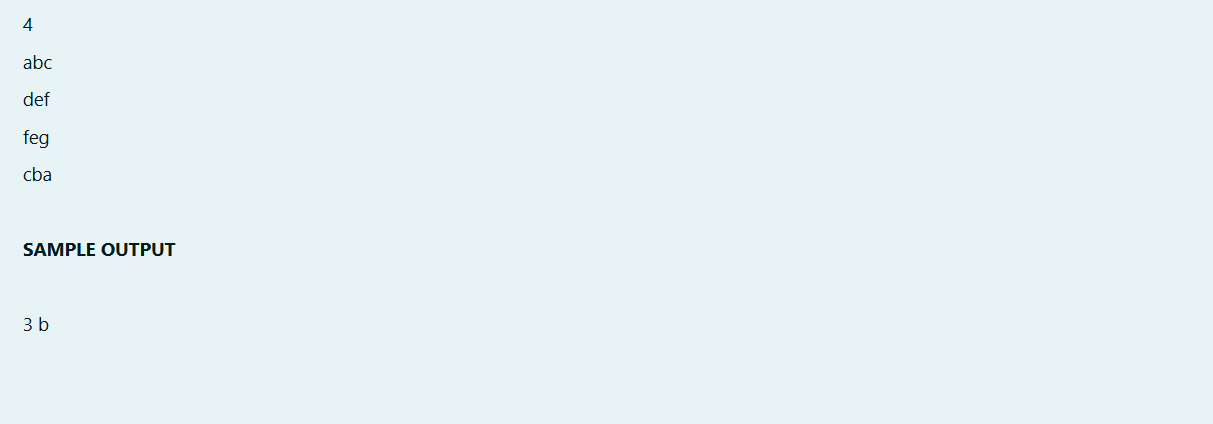 4
abc
def
feg
cba
SAMPLE OUTPUT
3 b